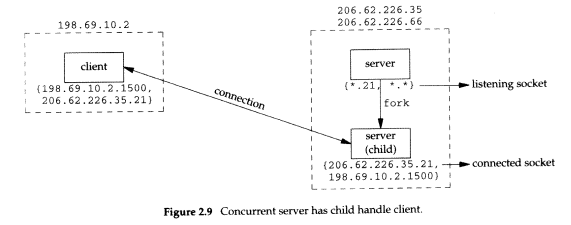 206.62.226.35
206.62.226.66
198.69.10.2
client
server
{198.69.10.2.1500,
206.62.226.35.21}
{*.21, *.*}
listening socket
connection
fork
server
(child)
{206.62.226.35.21,
198.69.10.2.1500}
connected socket
Figure 2.9 Concurrent server has child handle client.